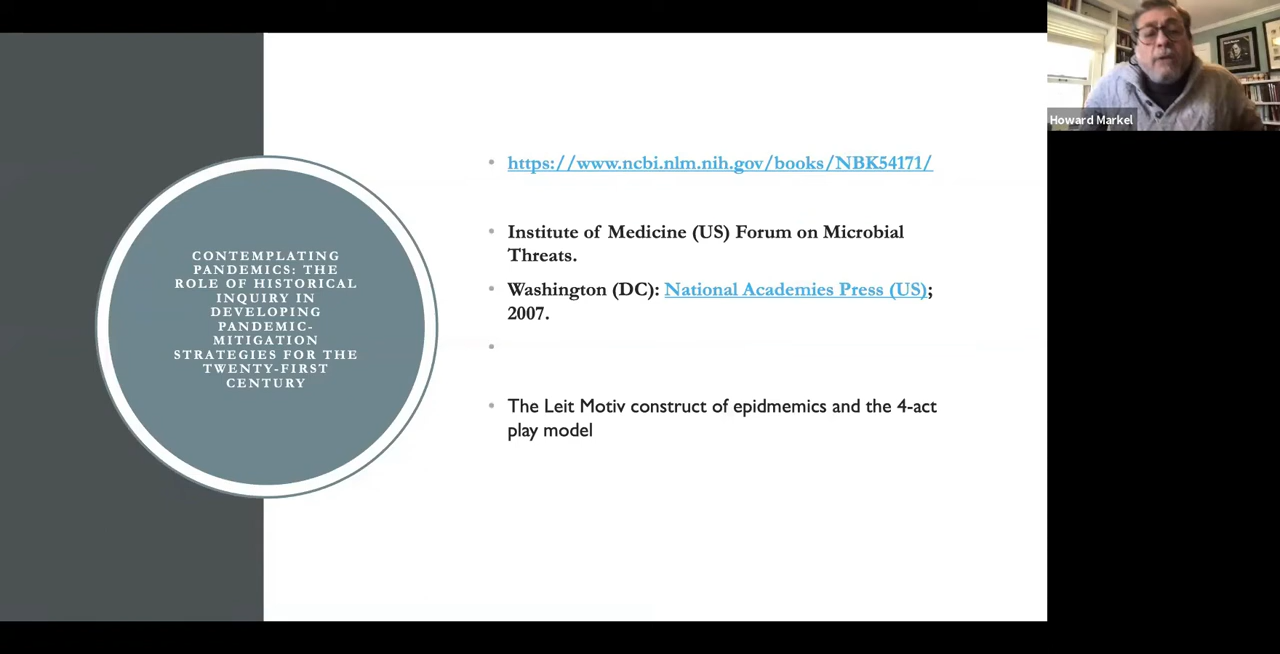 CONTEMPLATING
PANDEMICS: THE
ROLE OF HISTORICAL
INQUIRY IN
DEVELOPING
PANDEMIC-
MITIGATION
STRATEGIES FOR THE
TWENTY-FIRST
CENTURY
https://www.ncbi.nlm.nih.gov/books/NBK54171/
Institute of Medicine (US) Forum on Microbial
Threats.
Washington (DC): National Academies Press (US);
2007.
The Leit Motiv construct of epidmemics and the 4-act
play model
Howard Markel